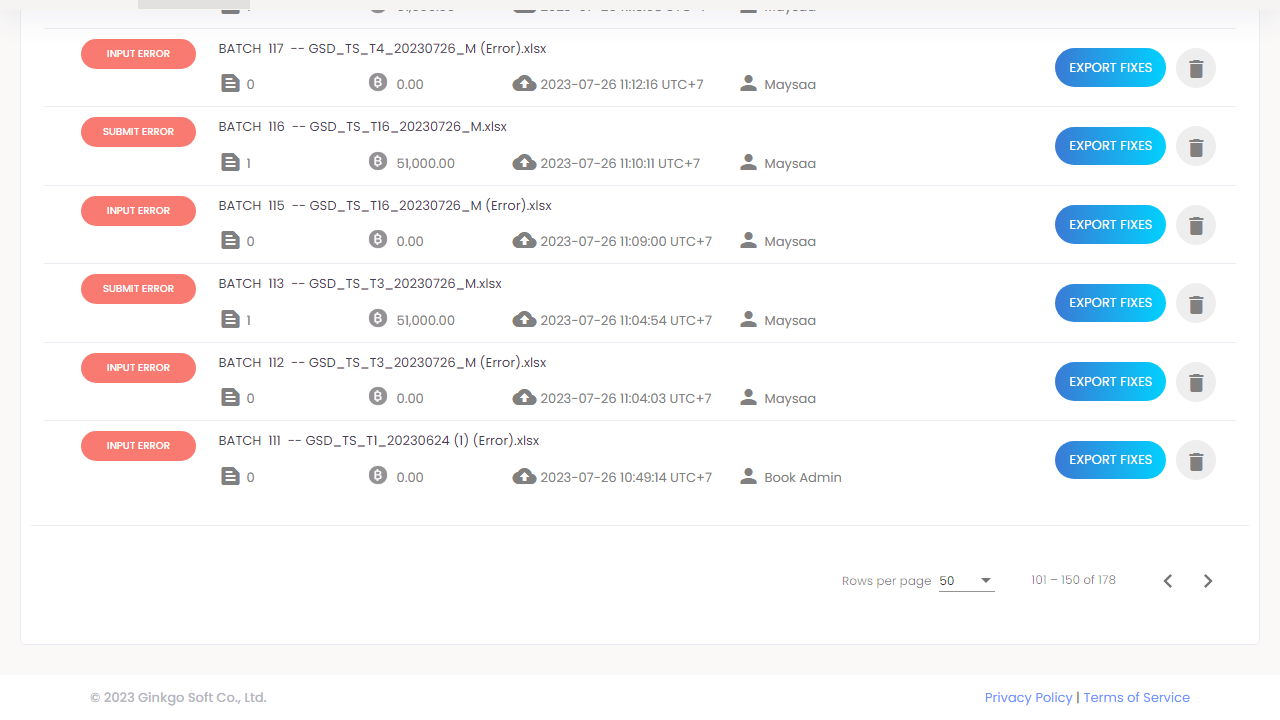 INPUT ERROR
BATCH 117 -- GSD_TS_T4_20230726_M (Error).xlsx
0 0.00 2023-07-26 11:12:16 UTC+7 Maysaa
EXPORT FIXES
SUBMIT ERROR
BATCH 116 -- GSD_TS_T16_20230726_M.xlsx
1 51,000.00 2023-07-26 11:10:11 UTC+7 Maysaa
EXPORT FIXES
INPUT ERROR
BATCH 115 -- GSD_TS_T16_20230726_M (Error).xlsx
0 0.00 2023-07-26 11:09:00 UTC+7 Maysaa
EXPORT FIXES
SUBMIT ERROR
BATCH 113 -- GSD_TS_T3_20230726_M.xlsx
1 51,000.00 2023-07-26 11:04:54 UTC+7 Maysaa
EXPORT FIXES
INPUT ERROR
BATCH 112 -- GSD_TS_T3_20230726_M (Error).xlsx
0 0.00 2023-07-26 11:04:03 UTC+7 Maysaa
EXPORT FIXES
INPUT ERROR
BATCH 111 -- GSD_TS_T1_20230624 (1) (Error).xlsx
0 0.00 2023-07-26 10:49:14 UTC+7 Book Admin
EXPORT FIXES
Rows per page 50 101 – 150 of 178
© 2023 Ginkgo Soft Co., Ltd. Privacy Policy | Terms of Service